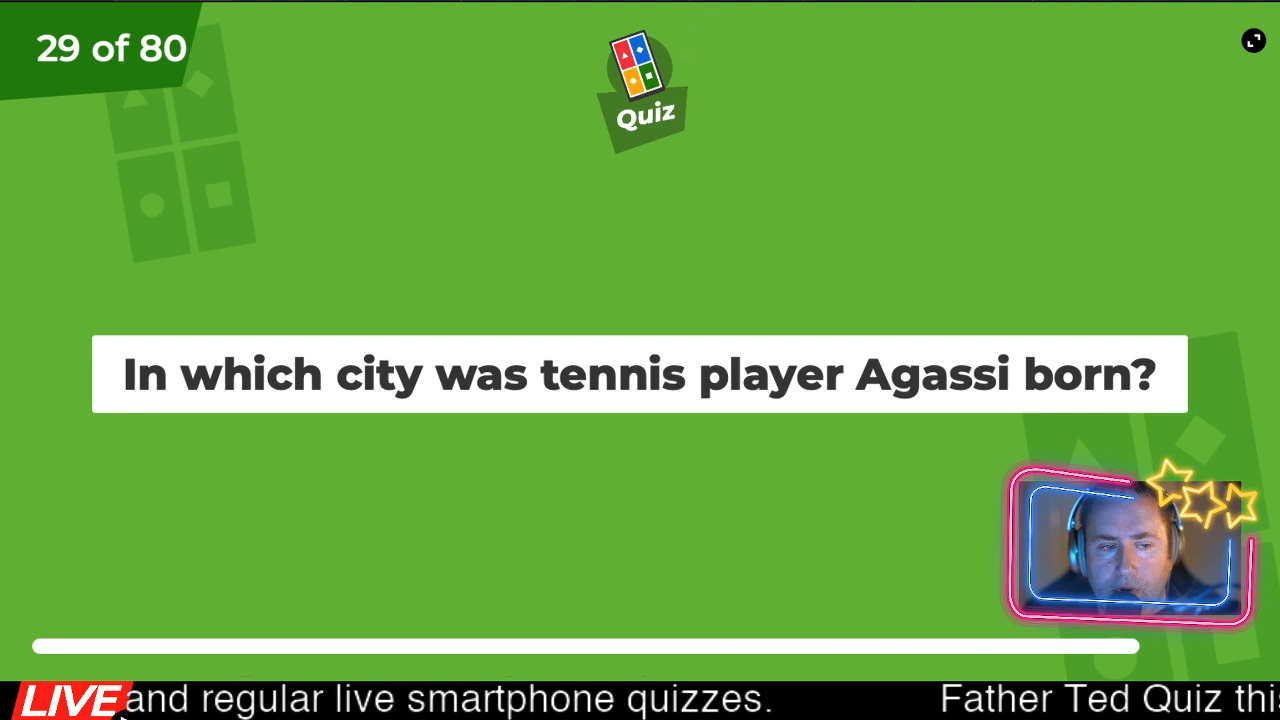 29 of 80
Quiz
In which city was tennis player Agassi born?
LIVE and regular live smartphone quizzes. Father Ted Quiz this